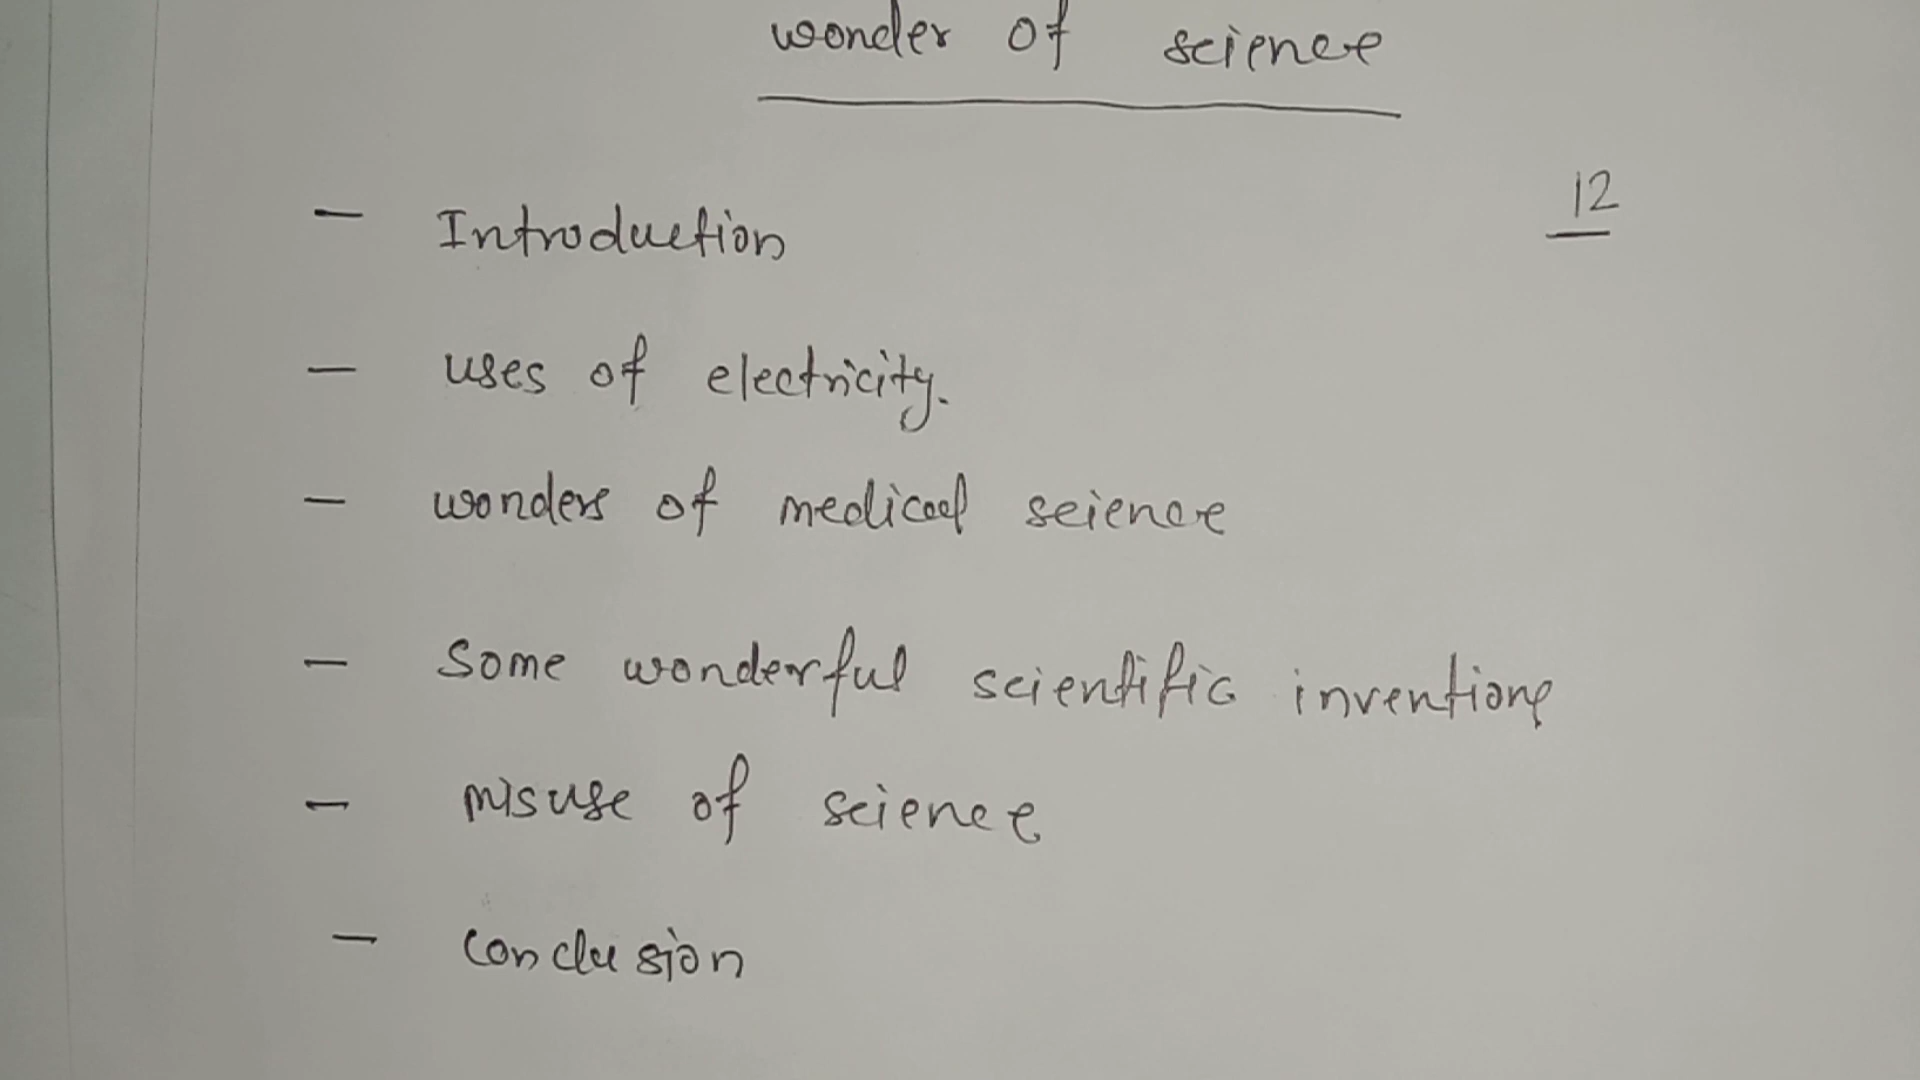 wonder of science
12
- Introduction
- uses of electricity.
- wonders of medical science
- Some wonderful scientific inventions
- misuse of science
- conclusion